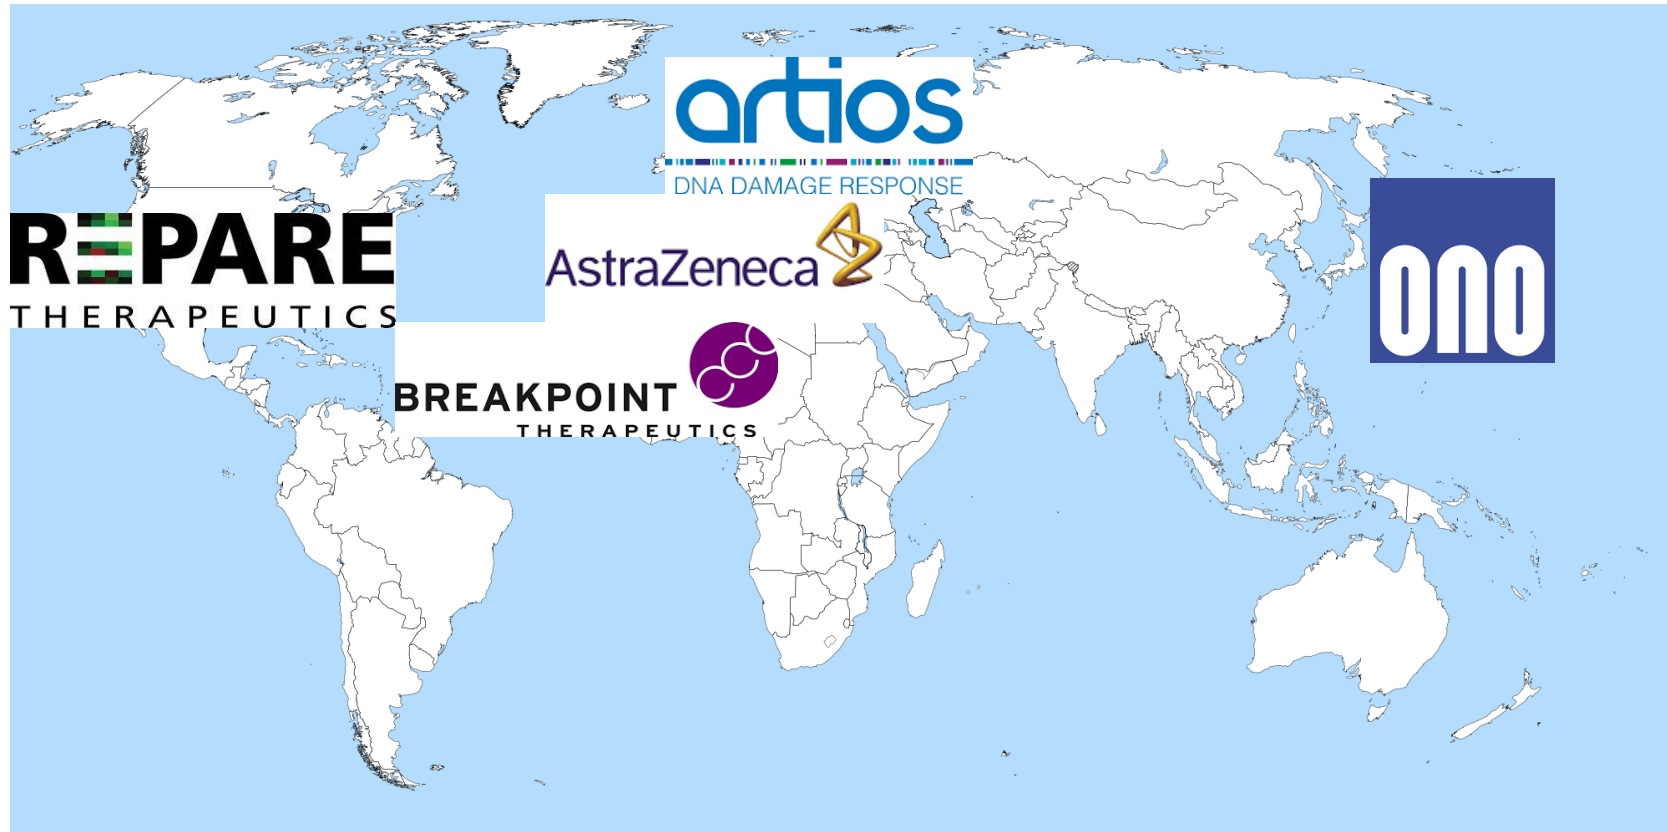 artios
DNA DAMAGE RESPONSE
REPARE
THERAPEUTICS
AstraZeneca
ono
BREAKPOINT
THERAPEUTICS